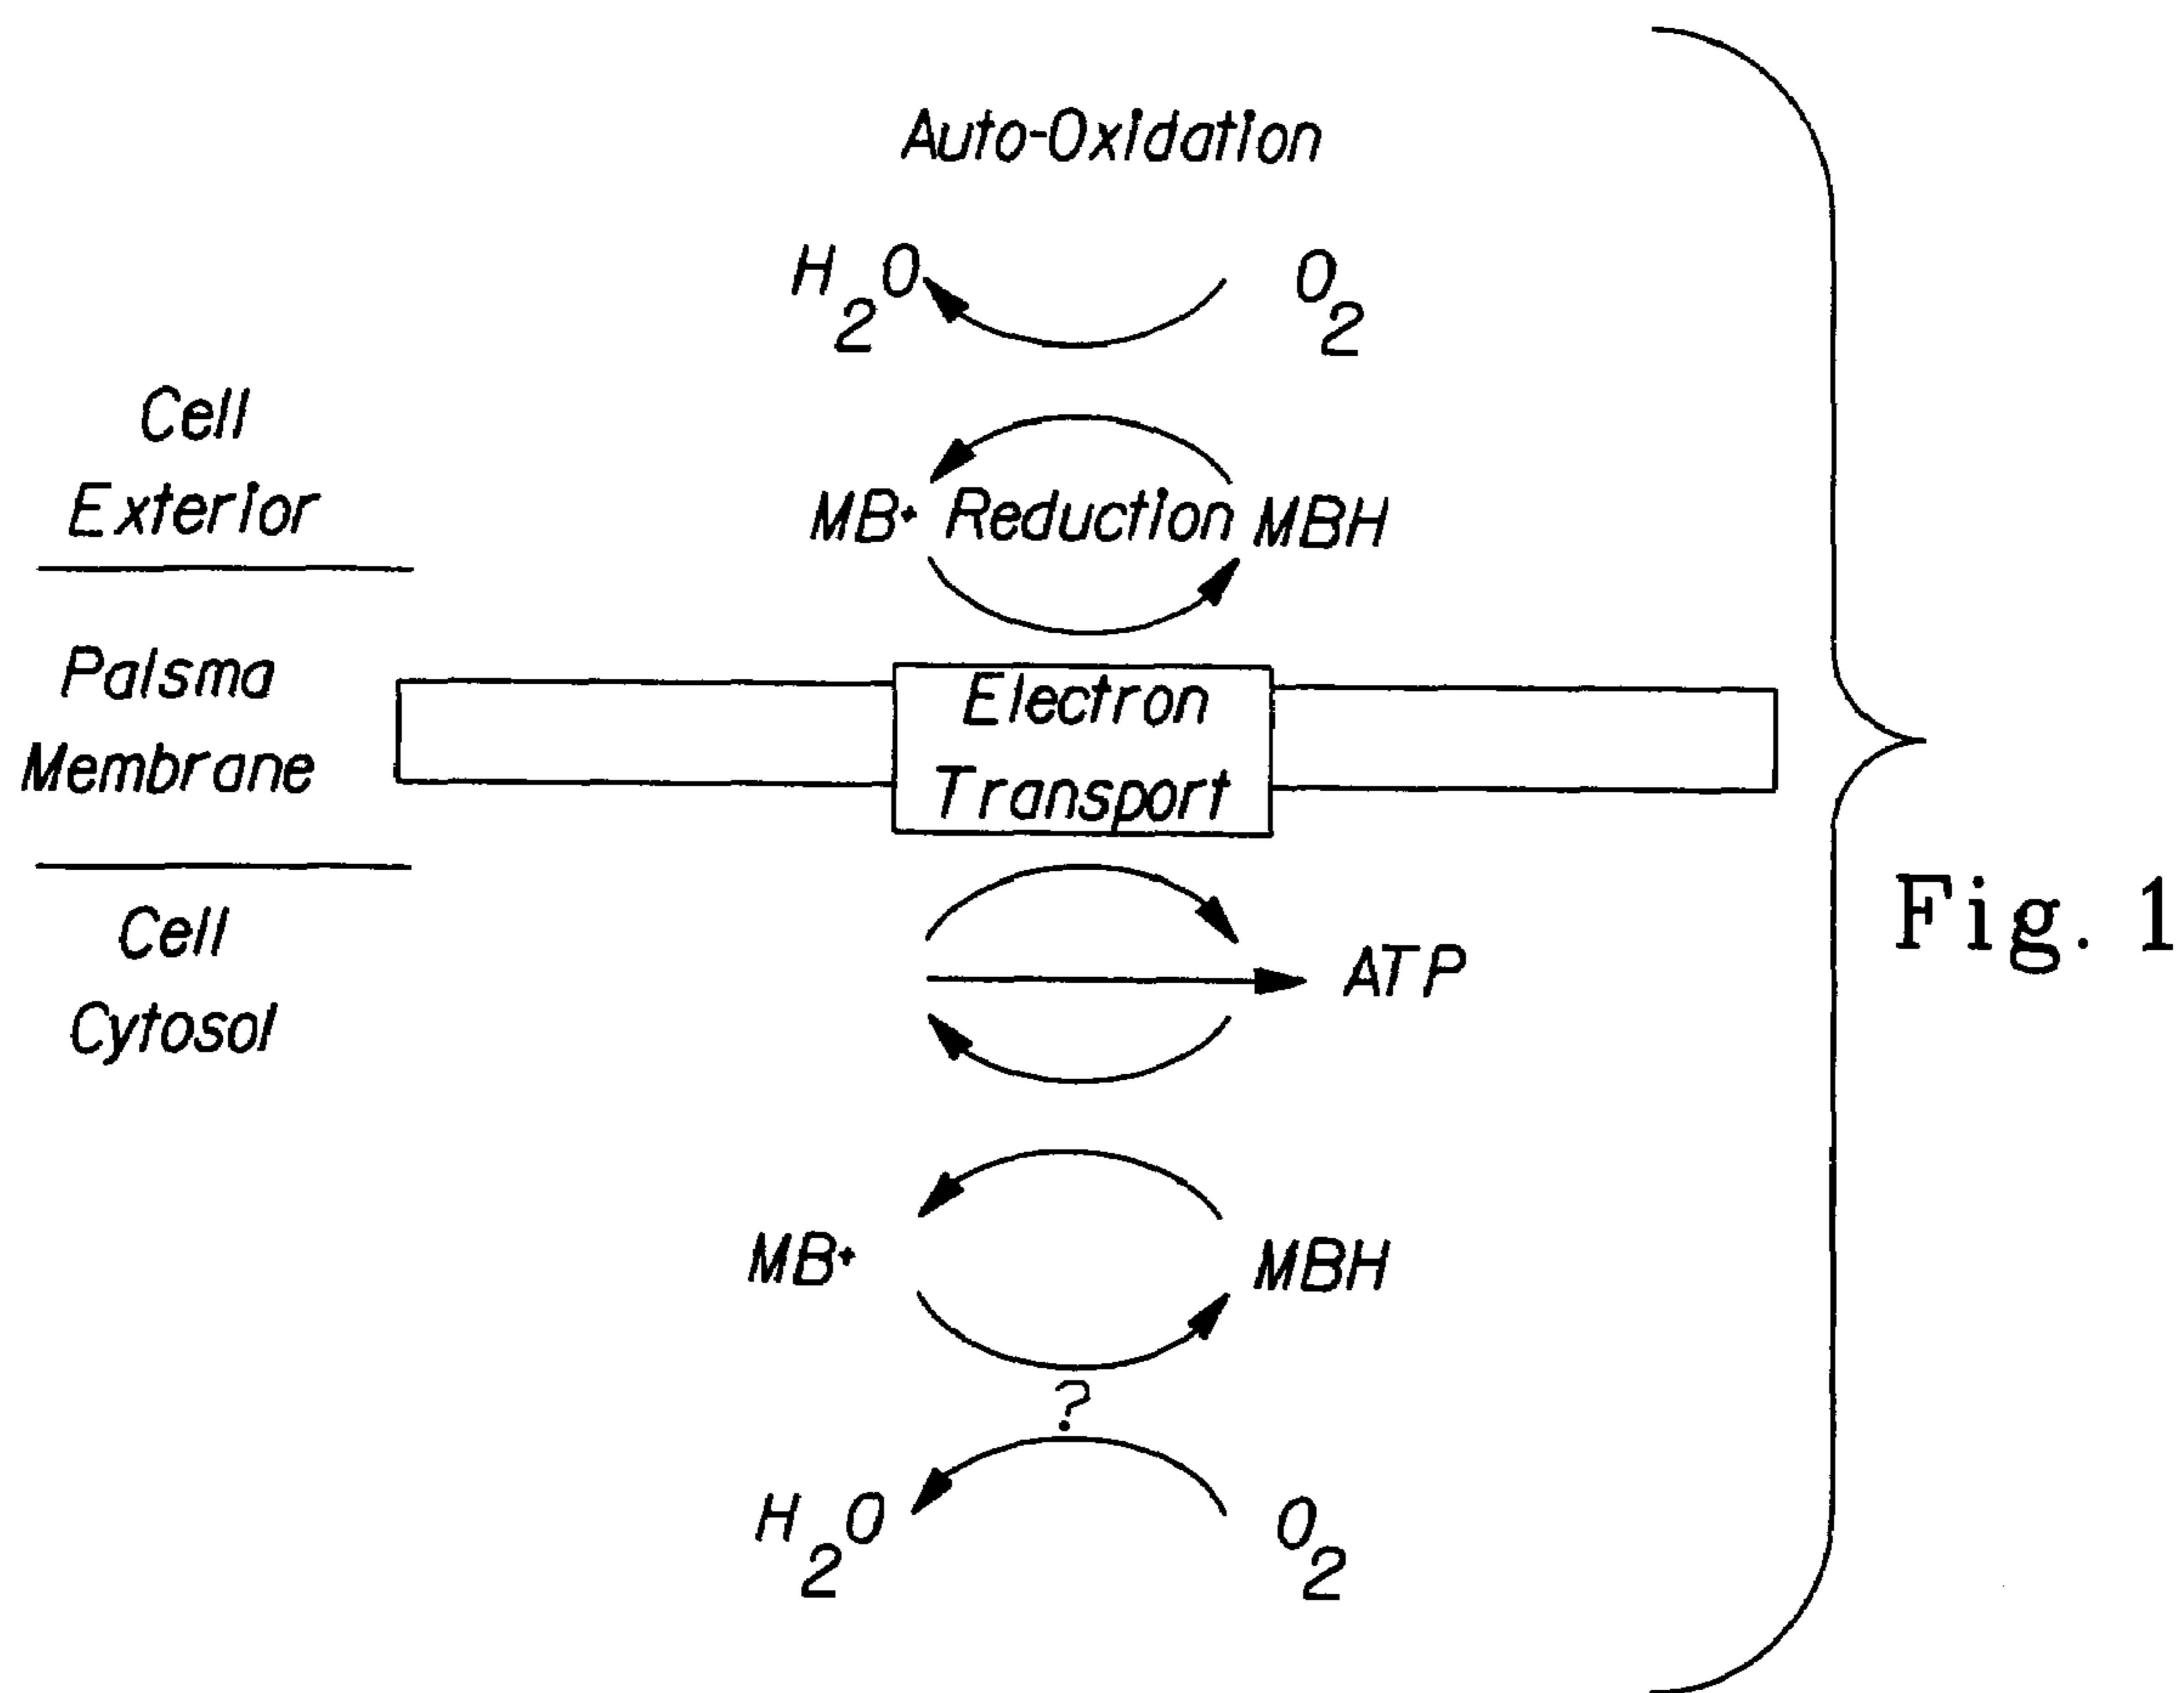 Auto-Oxidation
H2O O2
Cell
Exterior
MB+ Reduction MBH
Palsma
Membrane
Electron
Transport
Cell
Cytosol
ATP
Fig. 1
MB+ MBH
?
H2O O2